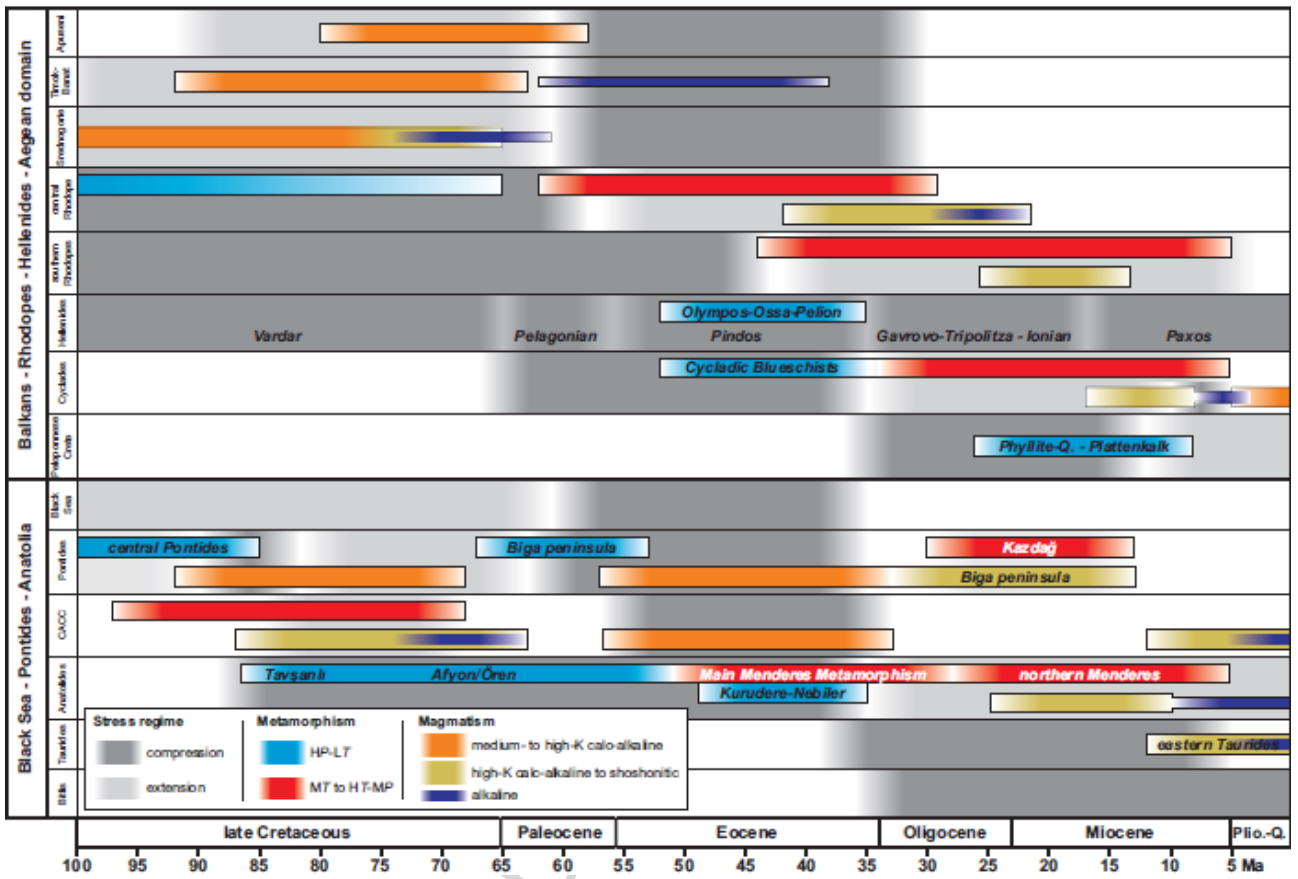 Balkans - Rhodopes - Hellenides - Aegean domain
Apuseni
Timok-
Banat
Srednogorie
central
Rhodope
southern
Rhodopes
Hellenides
Olympos-Ossa-Pelion
Vardar
Pelagonian
Pindos
Gavrovo-Tripolitza - Ionian
Paxos
Cyclades
Cycladic Blueschists
Peloponnese
Crete
Phyllite-Q. - Plattenkalk
Black Sea - Pontides - Anatolia
Black
Sea
Pontides
central Pontides
Biga peninsula
Kazdağ
Biga peninsula
CACC
Anatolides
Tavşanlı
Afyon/Ören
Main Menderes Metamorphism
northern Menderes
Kurudere-Nebiler
Taurides
eastern Taurides
Bitlis
Stress regime
compression
extension
Metamorphism
HP-LT
MT to HT-MP
Magmatism
medium- to high-K calc-alkaline
high-K calc-alkaline to shoshonitic
alkaline
late Cretaceous
Paleocene
Eocene
Oligocene
Miocene
Plio.-Q.
100 95 90 85 80 75 70 65 60 55 50 45 40 35 30 25 20 15 10 5 Ma